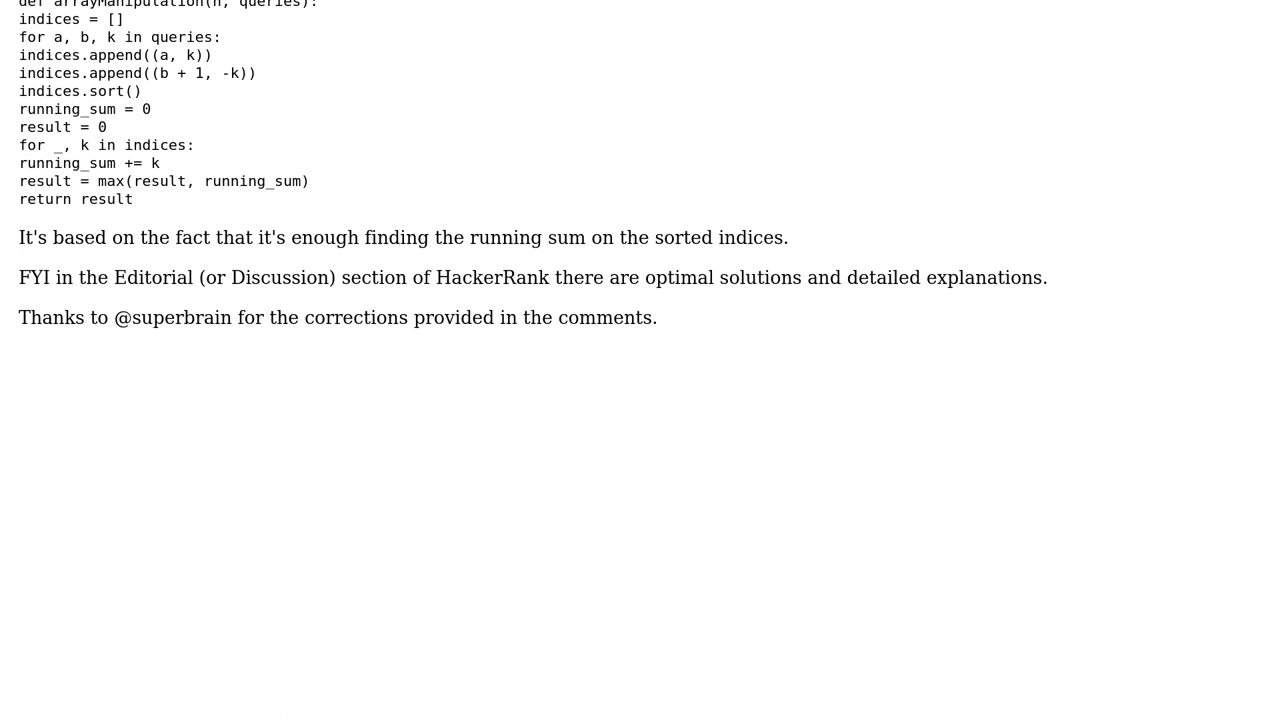 def arrayManipulation(n, queries):
indices = []
for a, b, k in queries:
indices.append((a, k))
indices.append((b + 1, -k))
indices.sort()
running_sum = 0
result = 0
for _, k in indices:
running_sum += k
result = max(result, running_sum)
return result
It's based on the fact that it's enough finding the running sum on the sorted indices.
FYI in the Editorial (or Discussion) section of HackerRank there are optimal solutions and detailed explanations.
Thanks to @superbrain for the corrections provided in the comments.